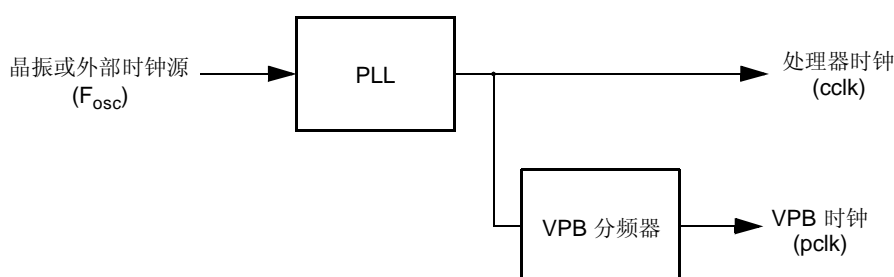 晶振或外部时钟源
(Fosc)
PLL
处理器时钟
(cclk)
VPB 分频器
VPB 时钟
(pclk)